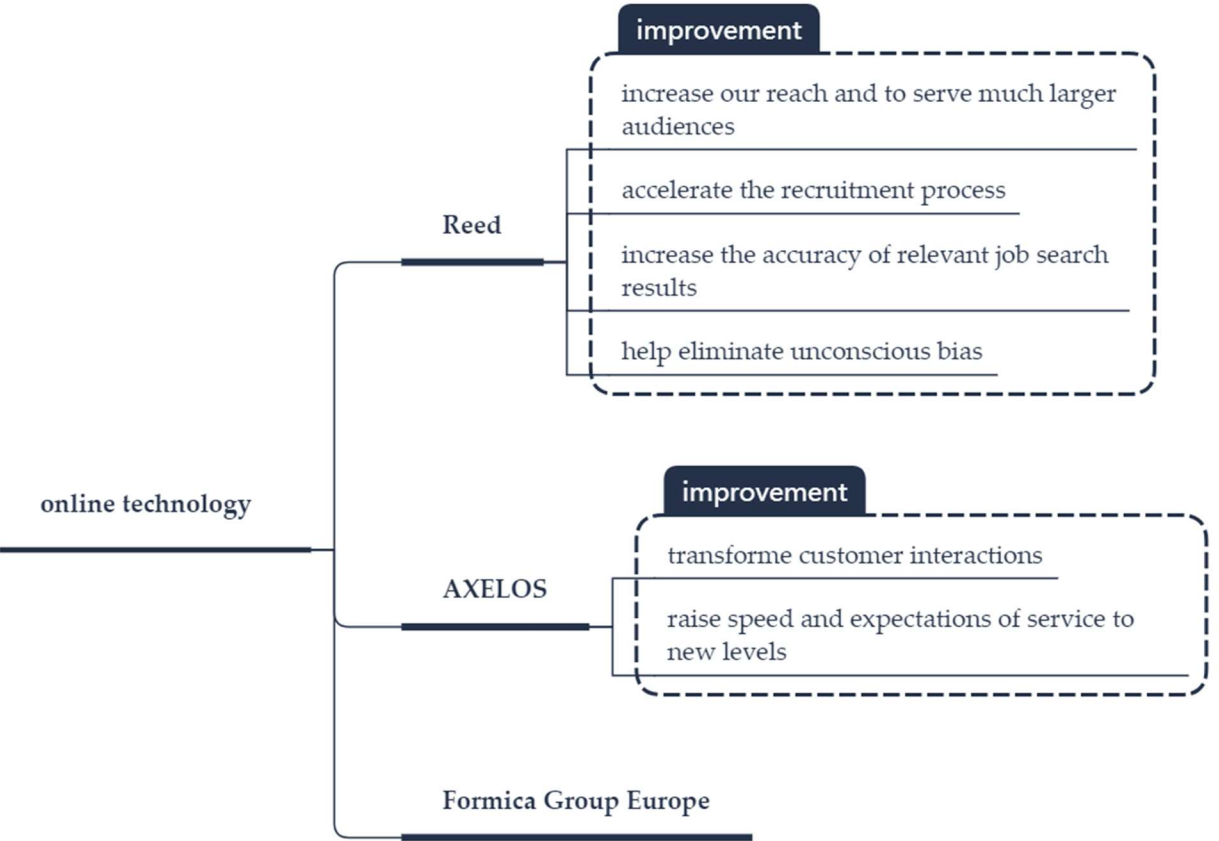 improvement
increase our reach and to serve much larger
audiences
accelerate the recruitment process
Reed
increase the accuracy of relevant job search
results
help eliminate unconscious bias
online technology
improvement
transforme customer interactions
AXELOS
raise speed and expectations of service to
new levels
Formica Group Europe